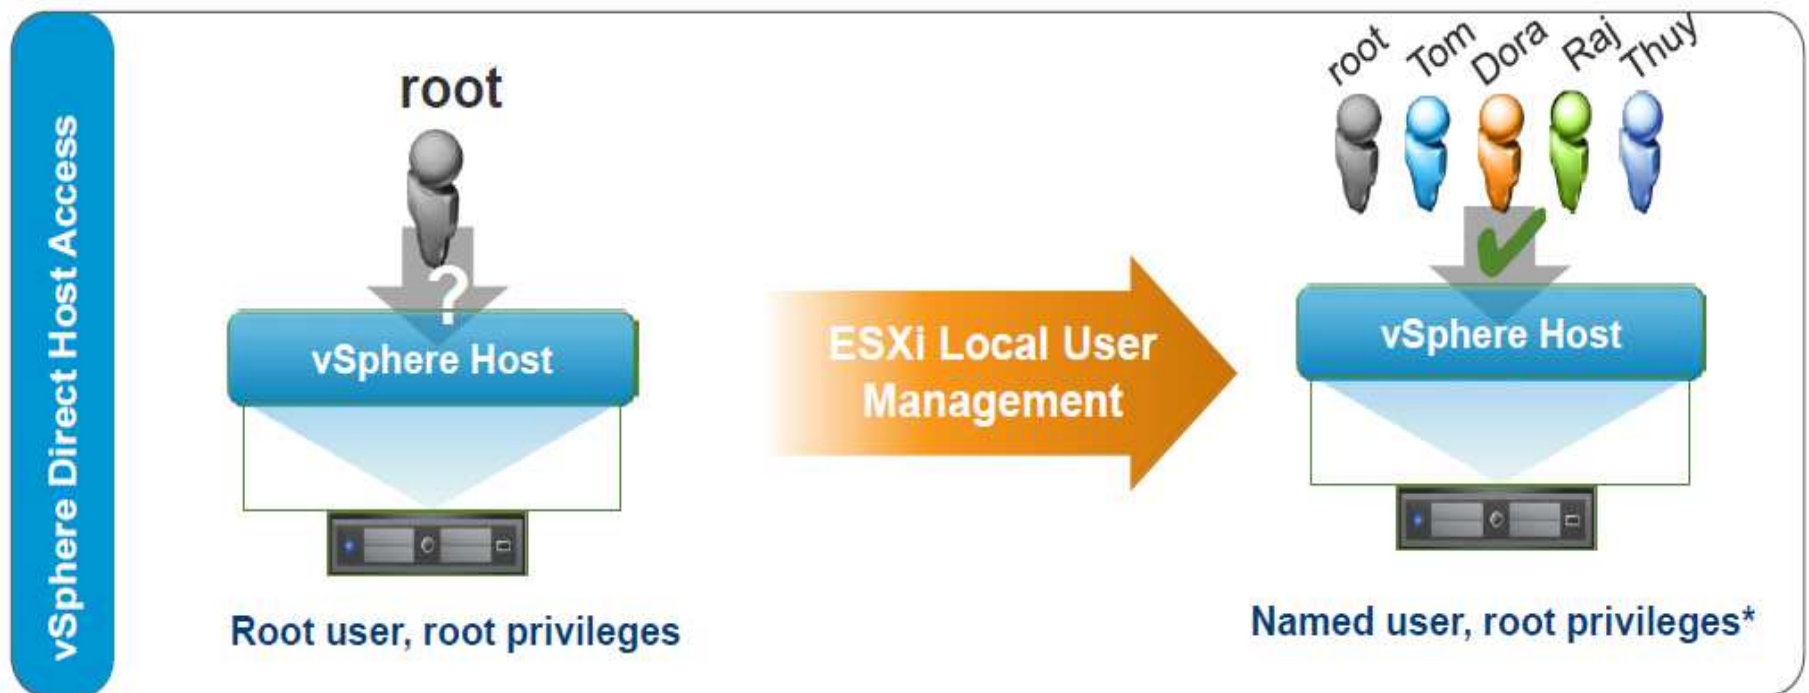 vSphere Direct Host Access
root
?
vSphere Host
Root user, root privileges
ESXi Local User
Management
root Tom Dora Raj Thuy
vSphere Host
Named user, root privileges*